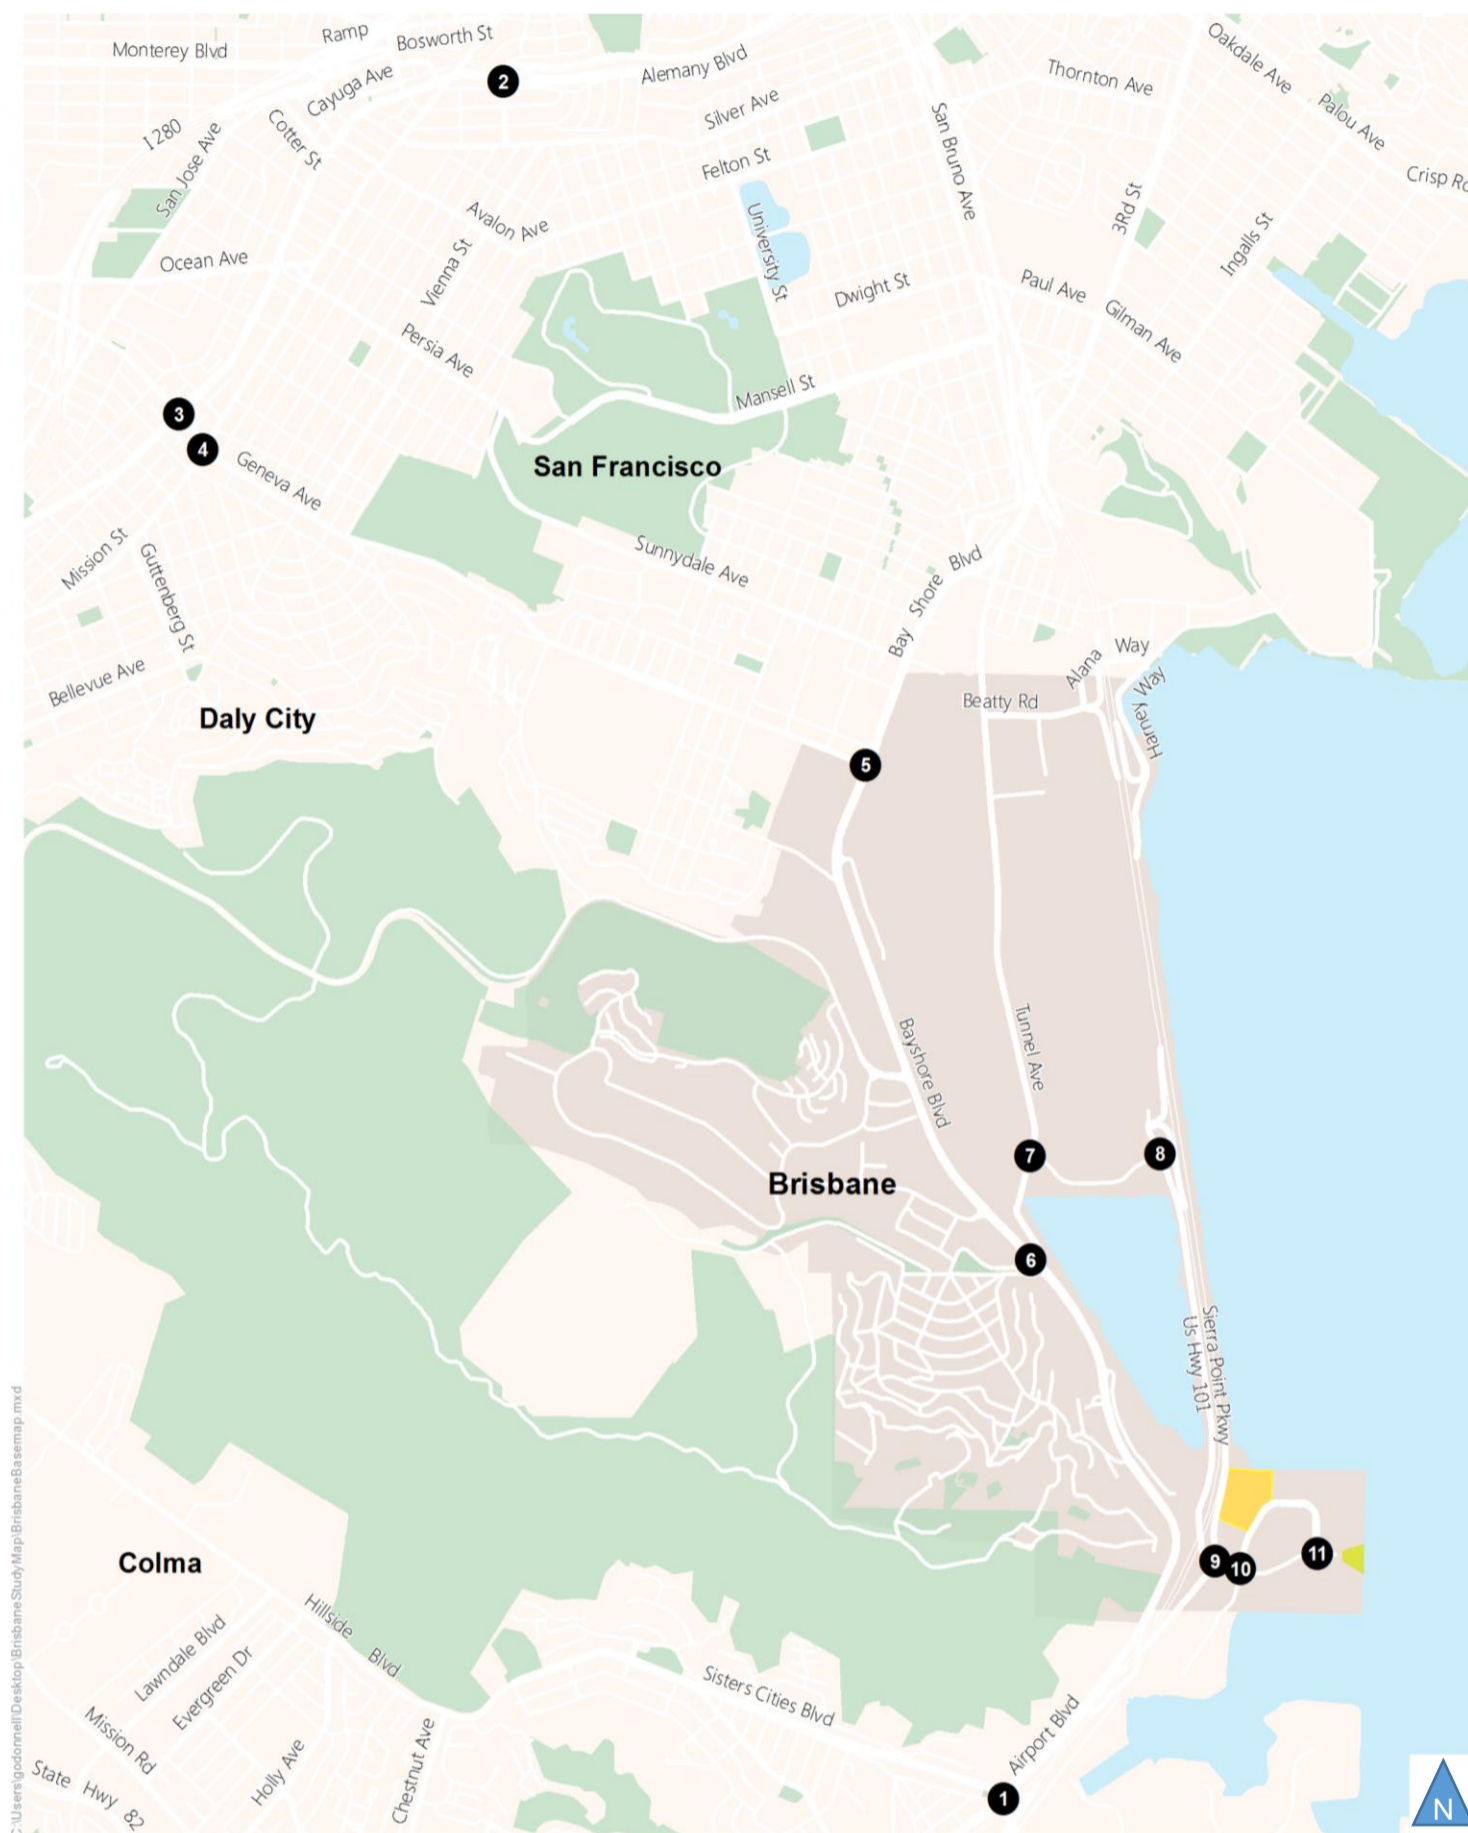 Monterey Blvd
Ramp
Bosworth St
Cayuga Ave
2
Alemany Blvd
Oakdale Ave
Thornton Ave
Palou Ave
I 280
San Jose Ave
Cotter St
Silver Ave
Felton St
San Bruno Ave
3Rd St
Crisp
Avalon Ave
University St
Ingalls St
Ocean Ave
Vienna St
Dwight St
Paul Ave
Gilman Ave
Persia Ave
Mansell St
3
4
Geneva Ave
San Francisco
Mission St
Guttenberg St
Sunnydale Ave
Bay Shore Blvd
Bellevue Ave
Alana Way
Daly City
Beatty Rd
Harney Way
5
Bayshore Blvd
Tunnel Ave
7
8
Brisbane
6
Sierra Point Pkwy
Us Hwy 101
C:\Users\godonnell\Desktop\BrisbaneStudyMap\BrisbaneBasemap.mxd
Colma
9
10
11
Hillside Blvd
Lawndale Blvd
Evergreen Dr
Sisters Cities Blvd
Mission Rd
Holly Ave
Chestnut Ave
Airport Blvd
State Hwy 82
1
N